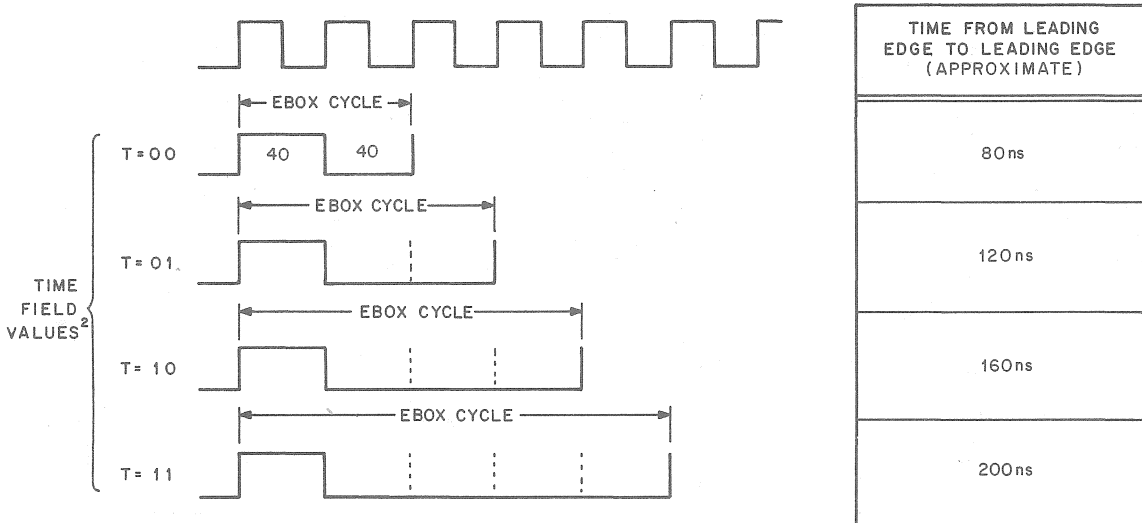 TIME FROM LEADING
EDGE TO LEADING EDGE
(APPROXIMATE)
EBOX CYCLE
T=00
40
40
80ns
EBOX CYCLE
T=01
120ns
TIME
FIELD
VALUES²
EBOX CYCLE
T=10
160ns
EBOX CYCLE
T=11
200ns